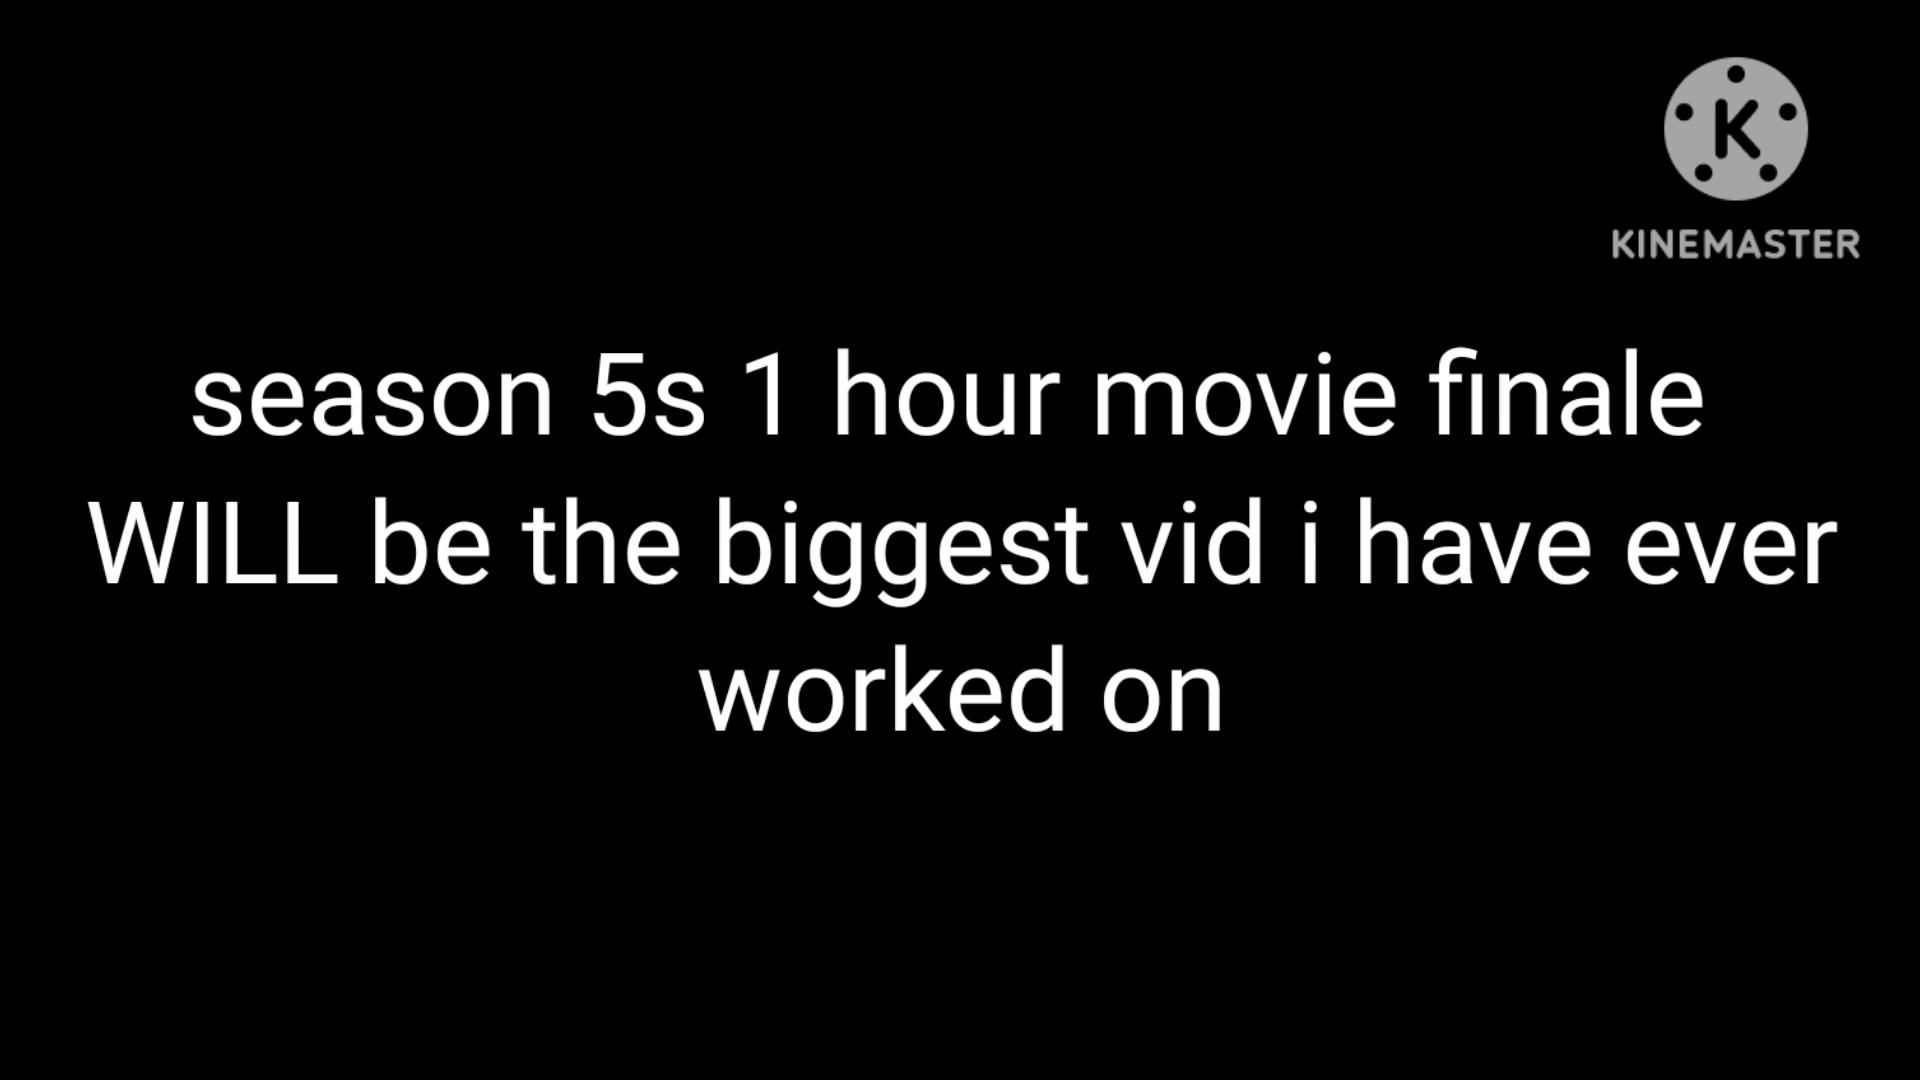 K
KINEMASTER
season 5s 1 hour movie finale
WILL be the biggest vid i have ever
worked on